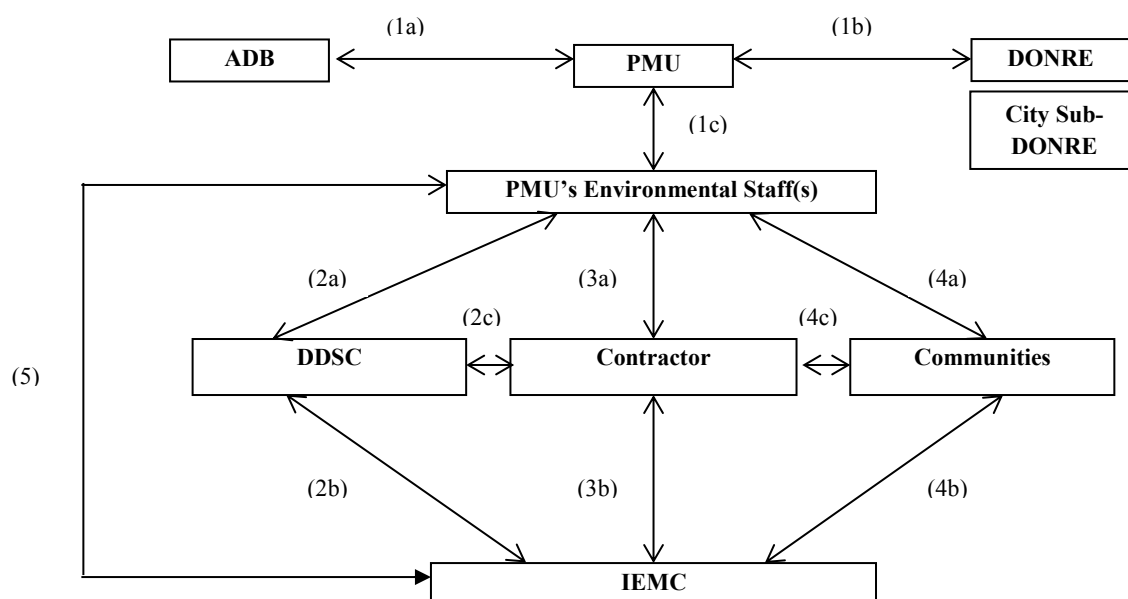 (1a)
(1b)
ADB
PMU
DONRE
City Sub-
DONRE
(1c)
PMU’s Environmental Staff(s)
(2a)
(3a)
(4a)
(2c)
(4c)
DDSC
Contractor
Communities
(5)
(2b)
(3b)
(4b)
IEMC